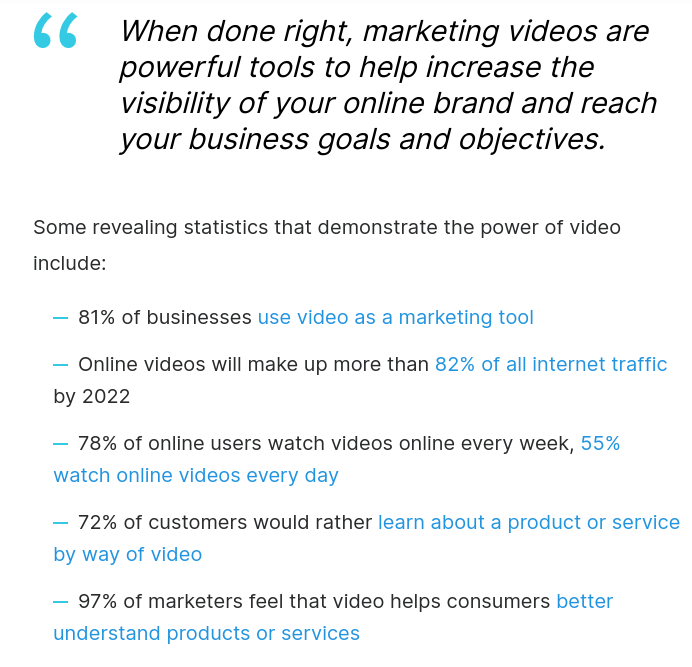 “ When done right, marketing videos are
powerful tools to help increase the
visibility of your online brand and reach
your business goals and objectives.
Some revealing statistics that demonstrate the power of video
include:
— 81% of businesses use video as a marketing tool
— Online videos will make up more than 82% of all internet traffic
by 2022
— 78% of online users watch videos online every week, 55%
watch online videos every day
— 72% of customers would rather learn about a product or service
by way of video
— 97% of marketers feel that video helps consumers better
understand products or services